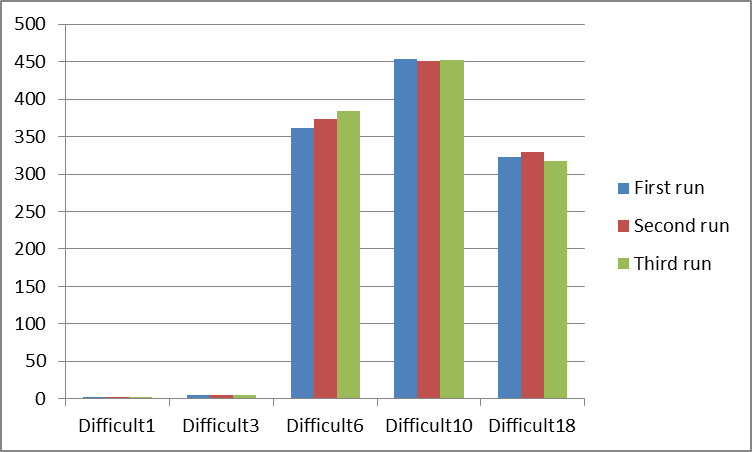 500
450
400
350
300
250
200
150
100
50
0
Difficult1 Difficult3 Difficult6 Difficult10 Difficult18
First run
Second run
Third run